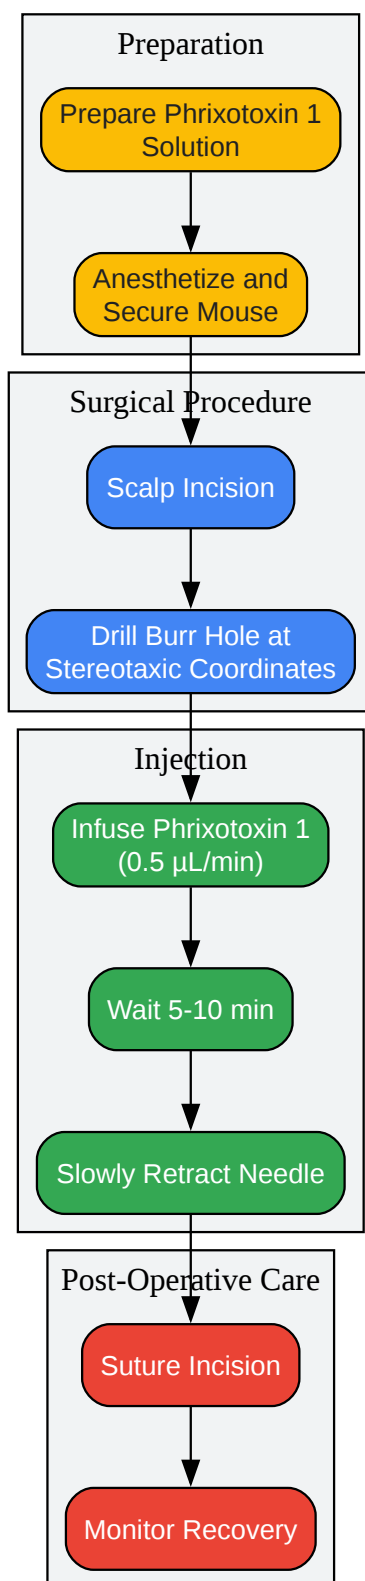 Preparation
Prepare Phrixotoxin 1
Solution
Anesthetize and
Secure Mouse
Surgical Procedure
Scalp Incision
Drill Burr Hole at
Stereotaxic Coordinates
Injection
Infuse Phrixotoxin 1
(0.5 µL/min)
Wait 5-10 min
Slowly Retract Needle
Post-Operative Care
Suture Incision
Monitor Recovery